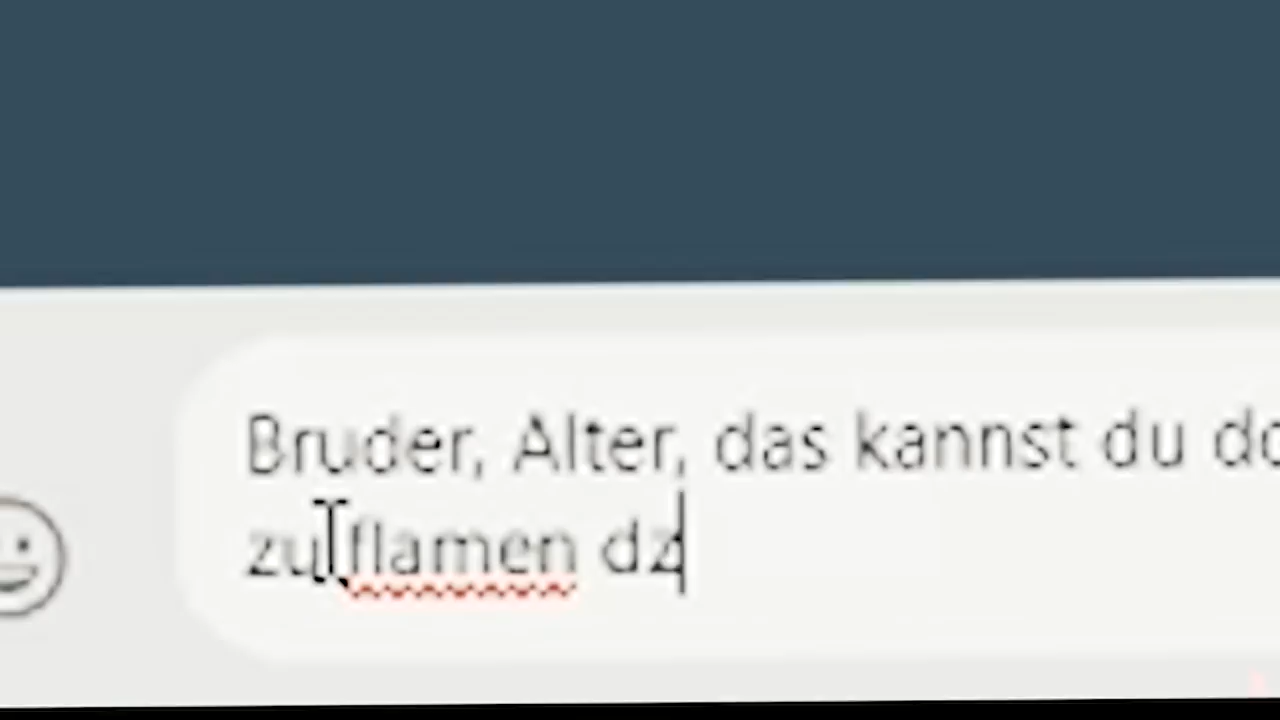 Bruder, Alter, das kannst du do
zu flamen dz